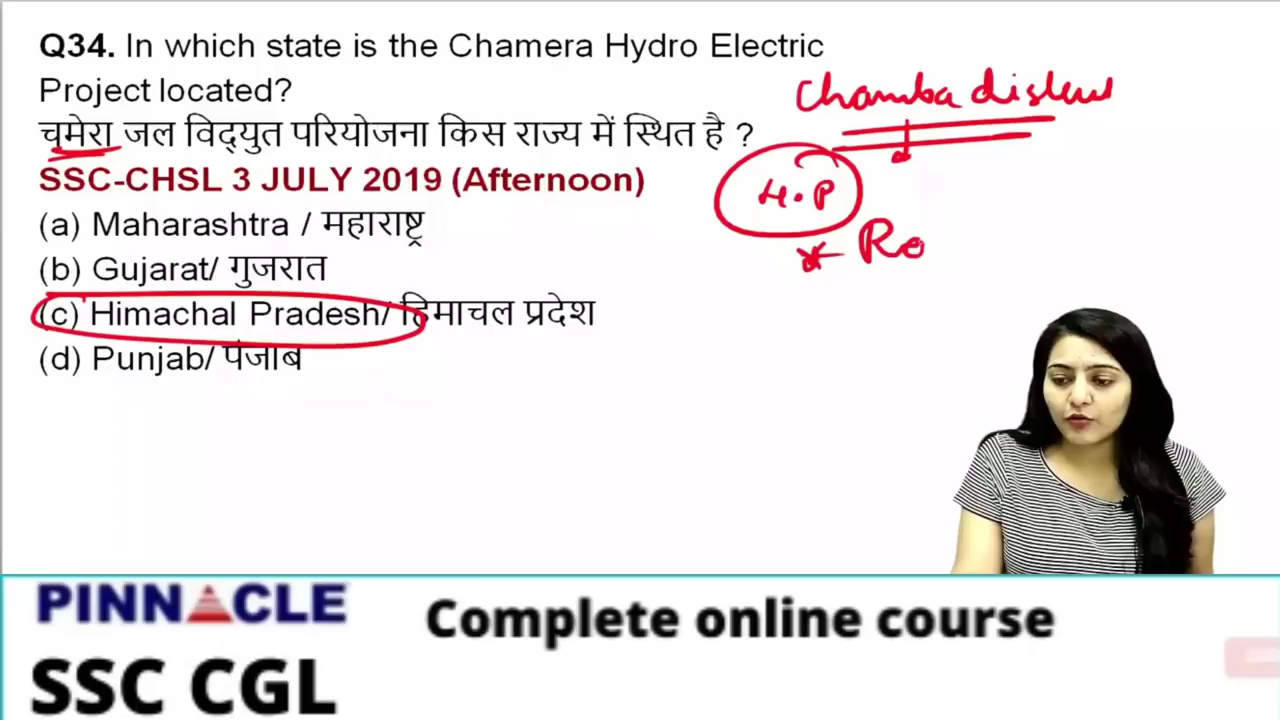 Q34. In which state is the Chamera Hydro Electric
Project located?
चमेरा जल विद्युत परियोजना किस राज्य में स्थित है ?
SSC-CHSL 3 JULY 2019 (Afternoon)
(a) Maharashtra / महाराष्ट्र
(b) Gujarat/ गुजरात
(c) Himachal Pradesh/ हिमाचल प्रदेश
(d) Punjab/ पंजाब
Chamba
H.P
* Ro
PINNACLE
SSC CGL
Complete online course